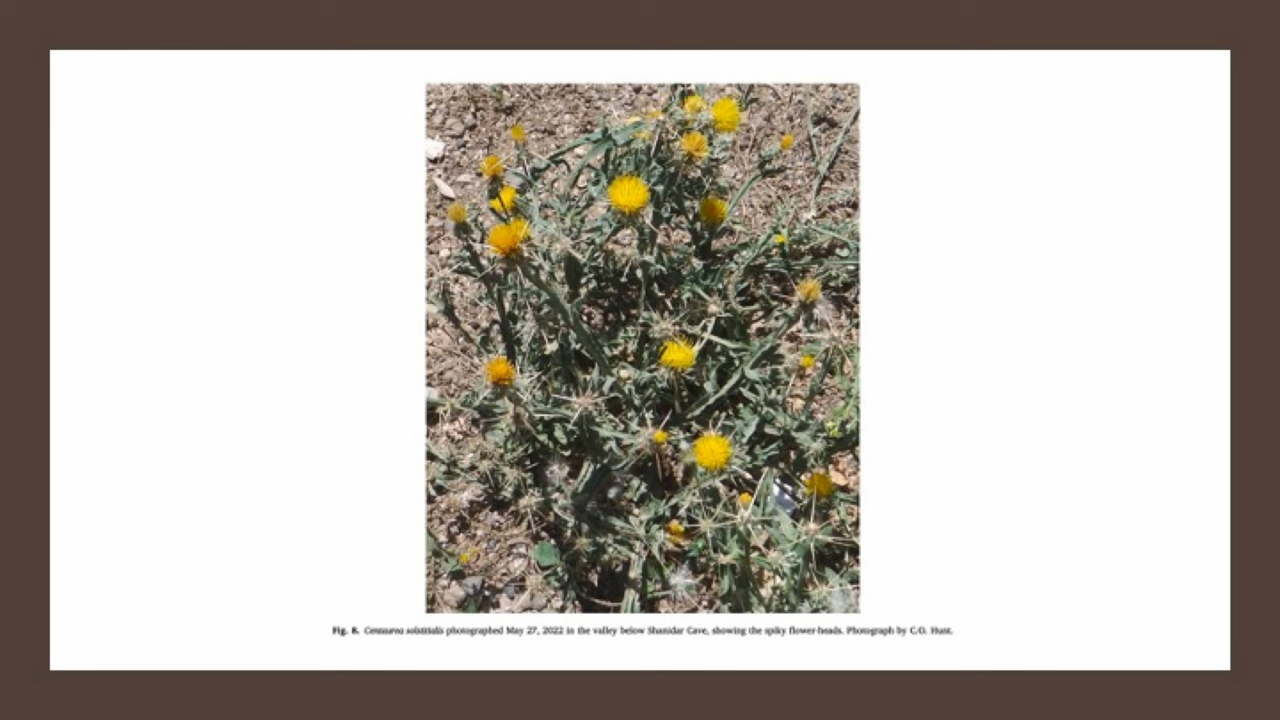 Fig. 8. Centaurea solstitialis photographed May 27, 2022 in the valley below Shanidar Cave, showing the spiky flower-heads. Photograph by C.O. Hunt.